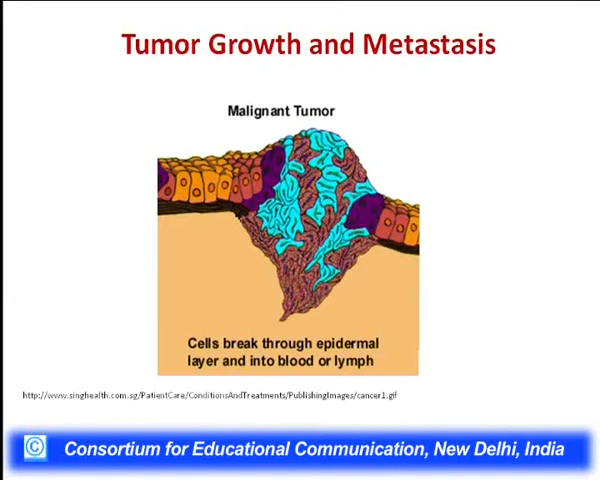 Tumor Growth and Metastasis
Malignant Tumor
Cells break through epidermal
layer and into blood or lymph
http://www.singhealth.com.sg/PatientCare/ConditionsAndTreatments/PublishingImages/cancer1.gif
© Consortium for Educational Communication, New Delhi, India